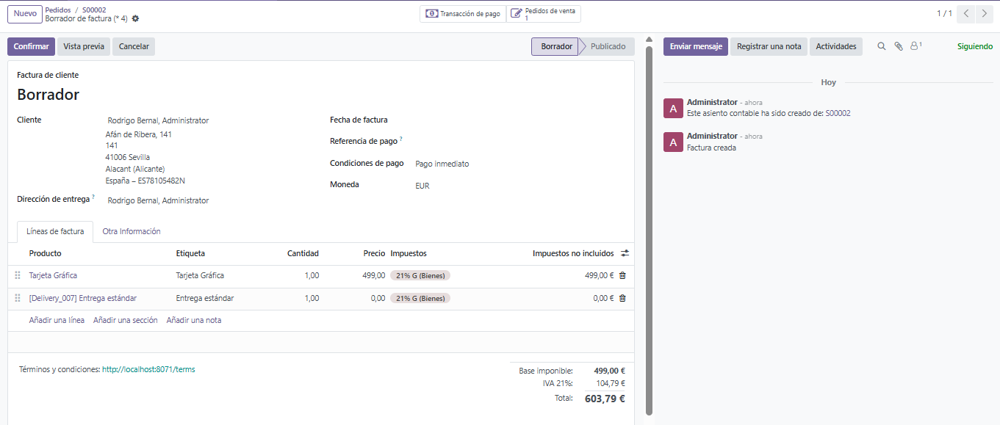 Nuevo
Pedidos / S00002
Borrador de factura (* 4)
Transacción de pago
Pedidos de venta
1
1 / 1
Confirmar
Vista previa
Cancelar
Borrador
Publicado
Enviar mensaje
Registrar una nota
Actividades
1
Siguiendo
Factura de cliente
Borrador
Cliente
Rodrigo Bernal, Administrator
Afán de Ribera, 141
141
41006 Sevilla
Alacant (Alicante)
España – ES78105482N
Dirección de entrega ?
Rodrigo Bernal, Administrator
Fecha de factura
Referencia de pago ?
Condiciones de pago Pago inmediato
Moneda EUR
Líneas de factura
Otra Información
Producto Etiqueta Cantidad Precio Impuestos Impuestos no incluidos
Tarjeta Gráfica Tarjeta Gráfica 1,00 499,00 21% G (Bienes) 499,00 €
[Delivery_007] Entrega estándar Entrega estándar 1,00 0,00 21% G (Bienes) 0,00 €
Añadir una línea Añadir una sección Añadir una nota
Términos y condiciones: http://localhost:8071/terms
Base imponible: 499,00 €
IVA 21%: 104,79 €
Total: 603,79 €
Hoy
A
Administrator - ahora
Este asiento contable ha sido creado de: S00002
A
Administrator - ahora
Factura creada